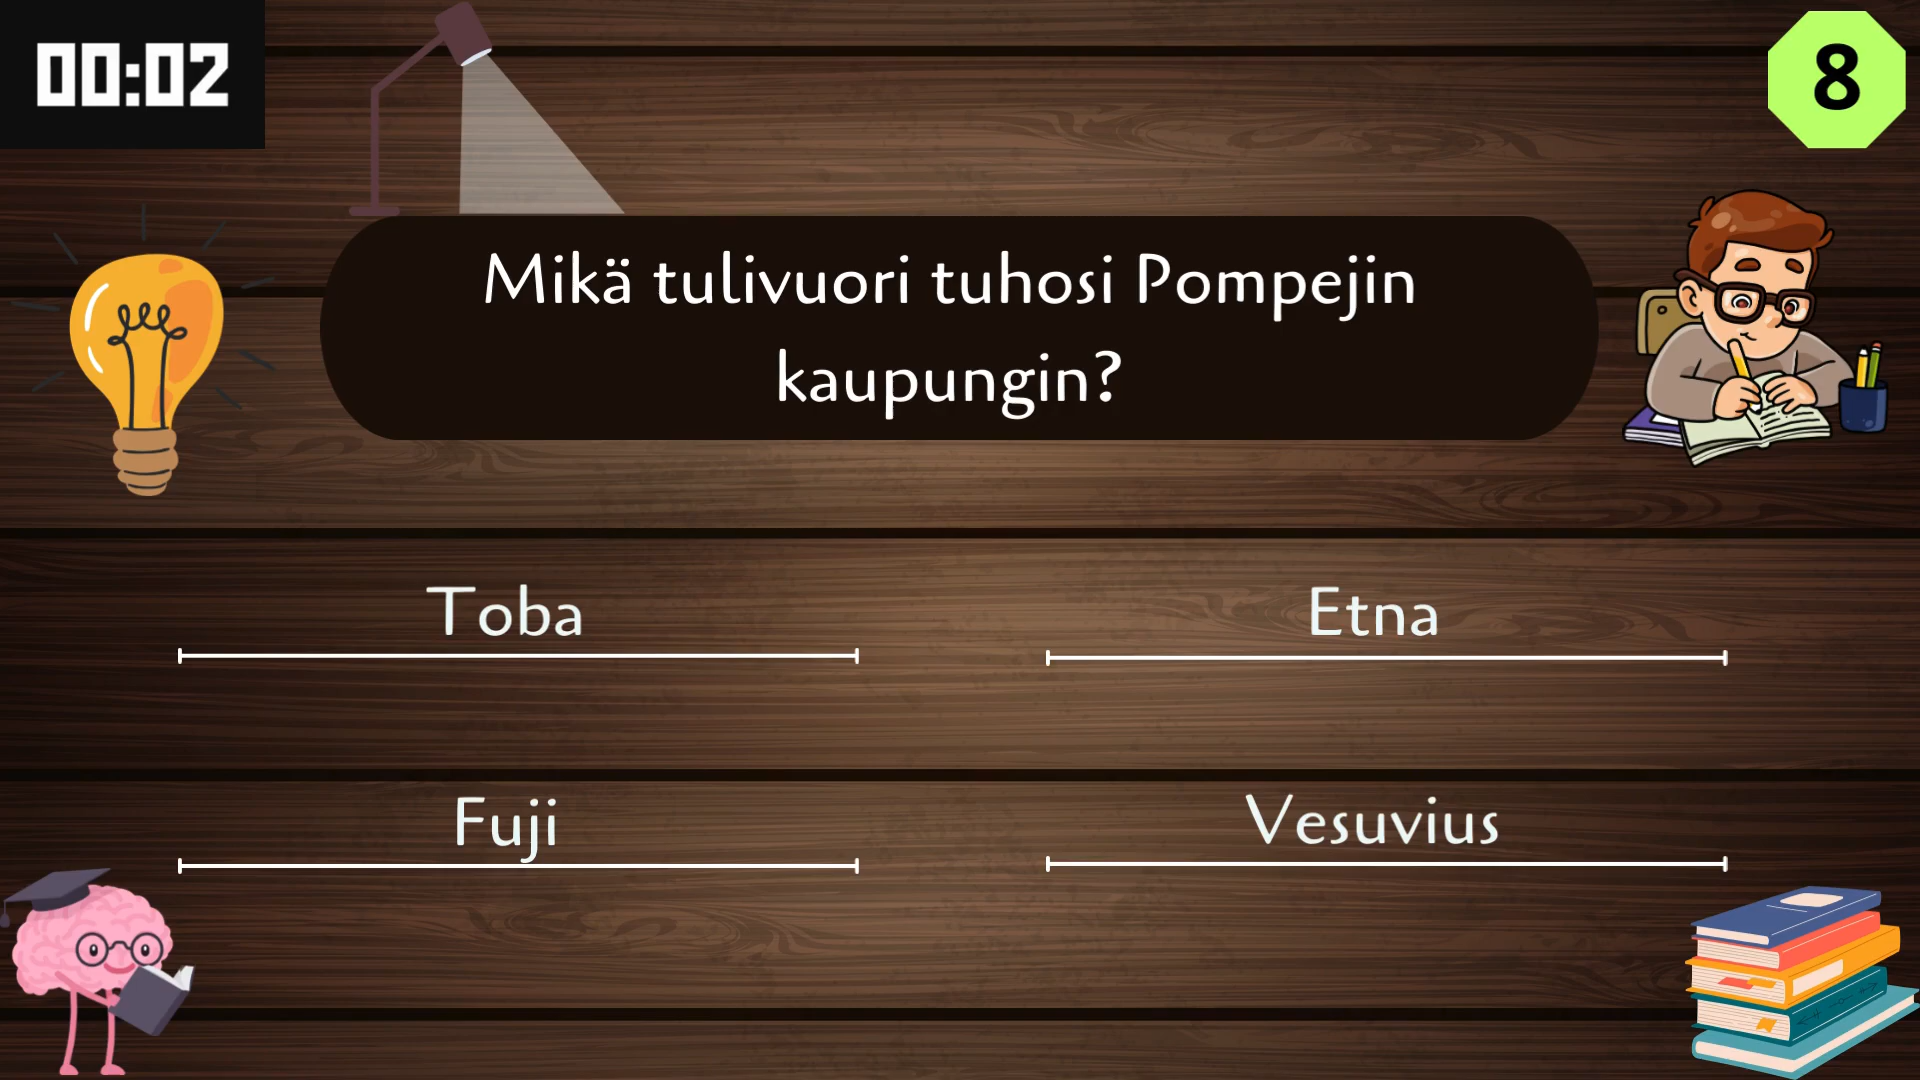 00:02
8
Mikä tulivuori tuhosi Pompejin
kaupungin?
Toba
Etna
Fuji
Vesuvius